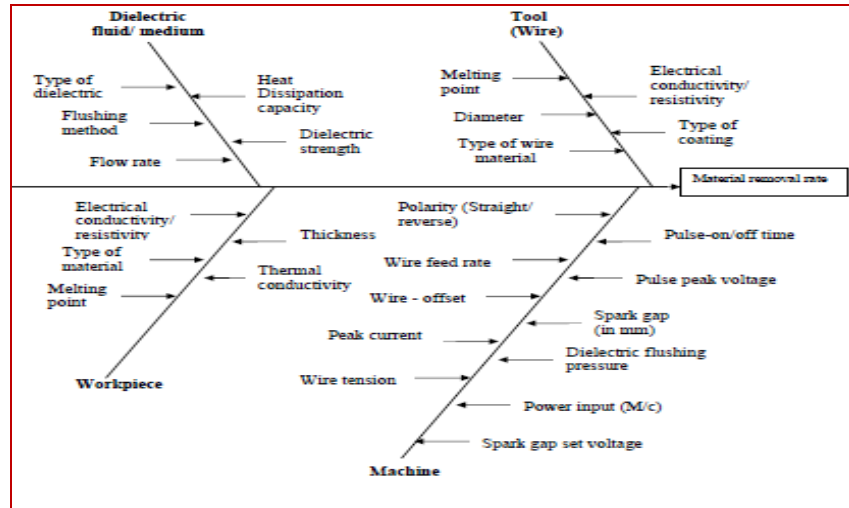 Dielectric
fluid/ medium
Tool
(Wire)
Type of
dielectric
Heat
Dissipation
capacity
Flushing
method
Dielectric
strength
Flow rate
Melting
point
Electrical
conductivity/
resistivity
Diameter
Type of
coating
Type of wire
material
Material removal rate
Electrical
conductivity/
resistivity
Thickness
Type of
material
Thermal
conductivity
Melting
point
Workpiece
Polarity (Straight/
reverse)
Pulse-on/off time
Wire feed rate
Pulse peak voltage
Wire - offset
Spark gap
(in mm)
Peak current
Dielectric flushing
pressure
Wire tension
Power input (M/c)
Spark gap set voltage
Machine